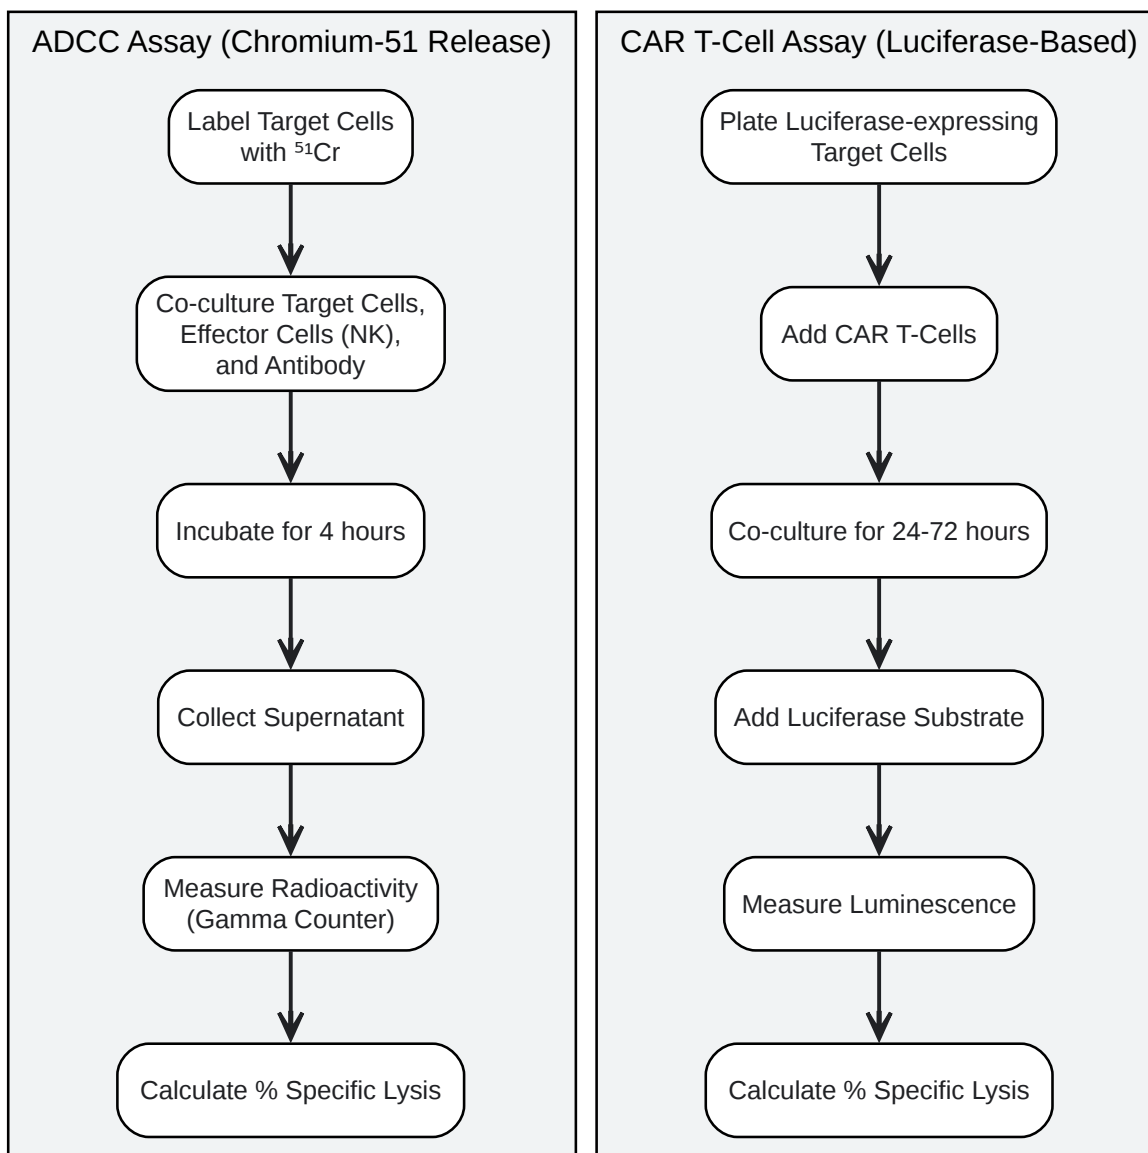 ADCC Assay (Chromium-51 Release)
Label Target Cells
with ⁵¹Cr
Co-culture Target Cells,
Effector Cells (NK),
and Antibody
Incubate for 4 hours
Collect Supernatant
Measure Radioactivity
(Gamma Counter)
Calculate % Specific Lysis
CAR T-Cell Assay (Luciferase-Based)
Plate Luciferase-expressing
Target Cells
Add CAR T-Cells
Co-culture for 24-72 hours
Add Luciferase Substrate
Measure Luminescence
Calculate % Specific Lysis